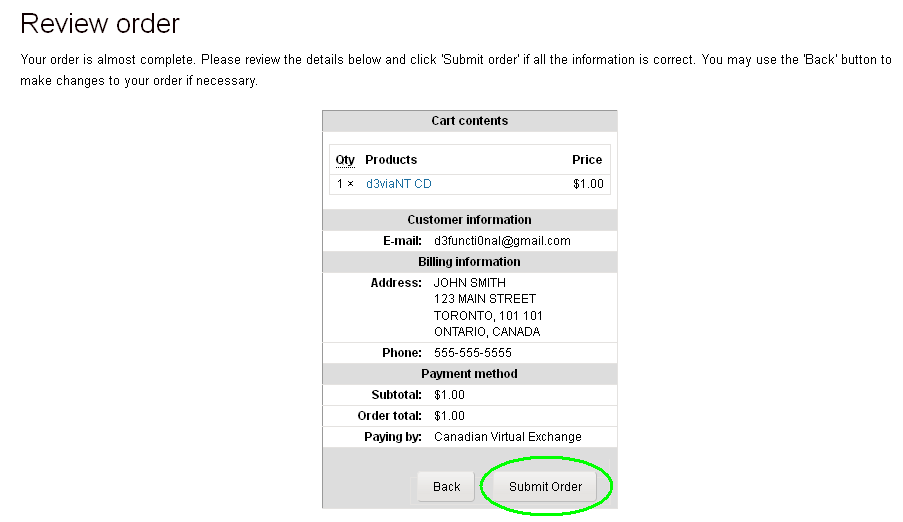 Review order
Your order is almost complete. Please review the details below and click 'Submit order' if all the information is correct. You may use the 'Back' button to
make changes to your order if necessary.
Cart contents
Qty Products Price
1 × d3viaNT CD $1.00
Customer information
E-mail: d3functi0nal@gmail.com
Billing information
Address: JOHN SMITH
123 MAIN STREET
TORONTO, 101 101
ONTARIO, CANADA
Phone: 555-555-5555
Payment method
Subtotal: $1.00
Order total: $1.00
Paying by: Canadian Virtual Exchange
Back Submit Order